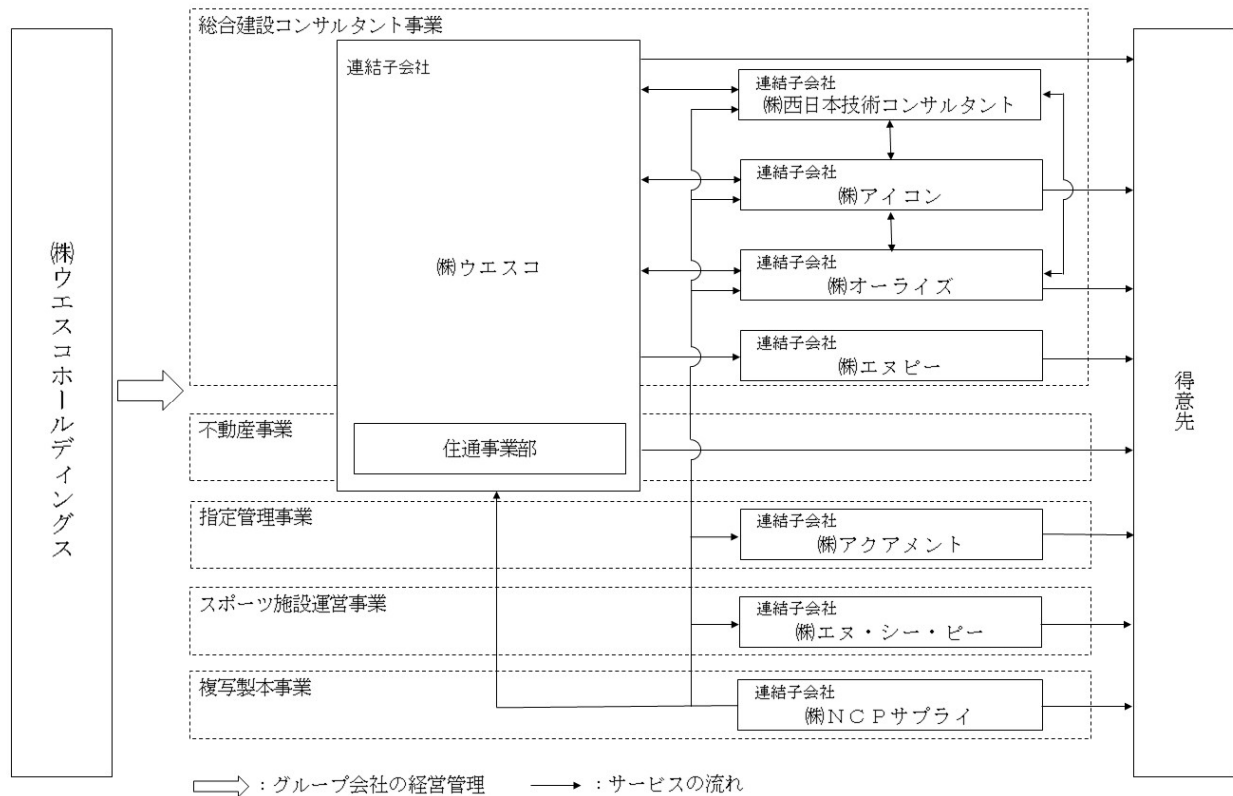 ㈱ウエスコホールディングス
総合建設コンサルタント事業
連結子会社
㈱ウエスコ
連結子会社
㈱西日本技術コンサルタント
連結子会社
㈱アイコン
連結子会社
㈱オーライズ
連結子会社
㈱エヌピー
不動産事業
住通事業部
指定管理事業
連結子会社
㈱アクアメント
スポーツ施設運営事業
連結子会社
㈱エヌ・シー・ピー
複写製本事業
連結子会社
㈱ＮＣＰサプライ
得意先
：グループ会社の経営管理
：サービスの流れ